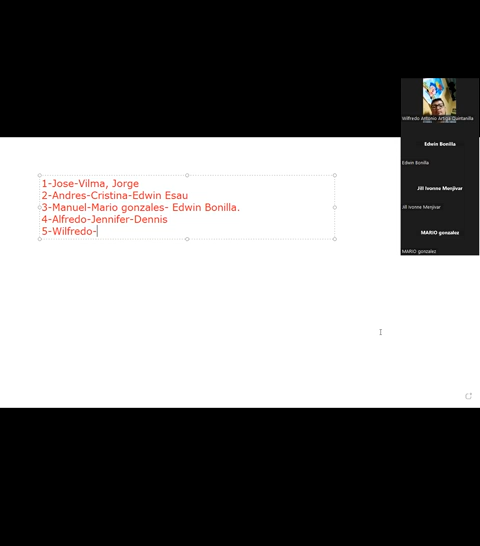 1-Jose-Vilma, Jorge
2-Andres-Cristina-Edwin Esau
3-Manuel-Mario gonzales- Edwin Bonilla.
4-Alfredo-Jennifer-Dennis
5-Wilfredo-
Wilfredo Antonio Artiga Quintanilla
Edwin Bonilla
Edwin Bonilla
Jill Ivonne Menjivar
Jill Ivonne Menjivar
MARIO gonzalez
MARIO gonzalez